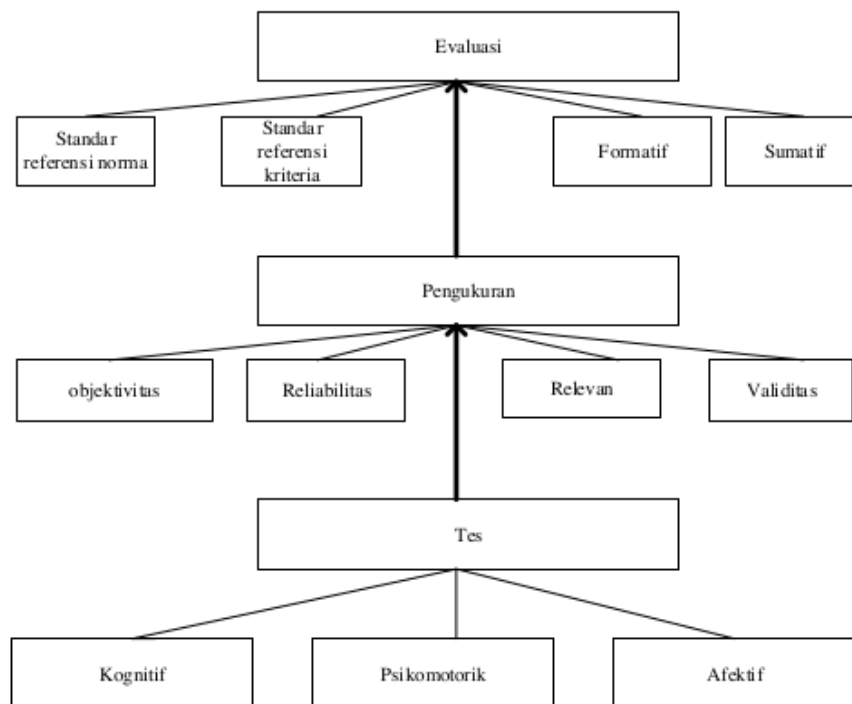 Evaluasi
Standar
referensi norma
Standar
referensi
kriteria
Formatif
Sumatif
Pengukuran
objektivitas
Reliabilitas
Relevan
Validitas
Tes
Kognitif
Psikomotorik
Afektif